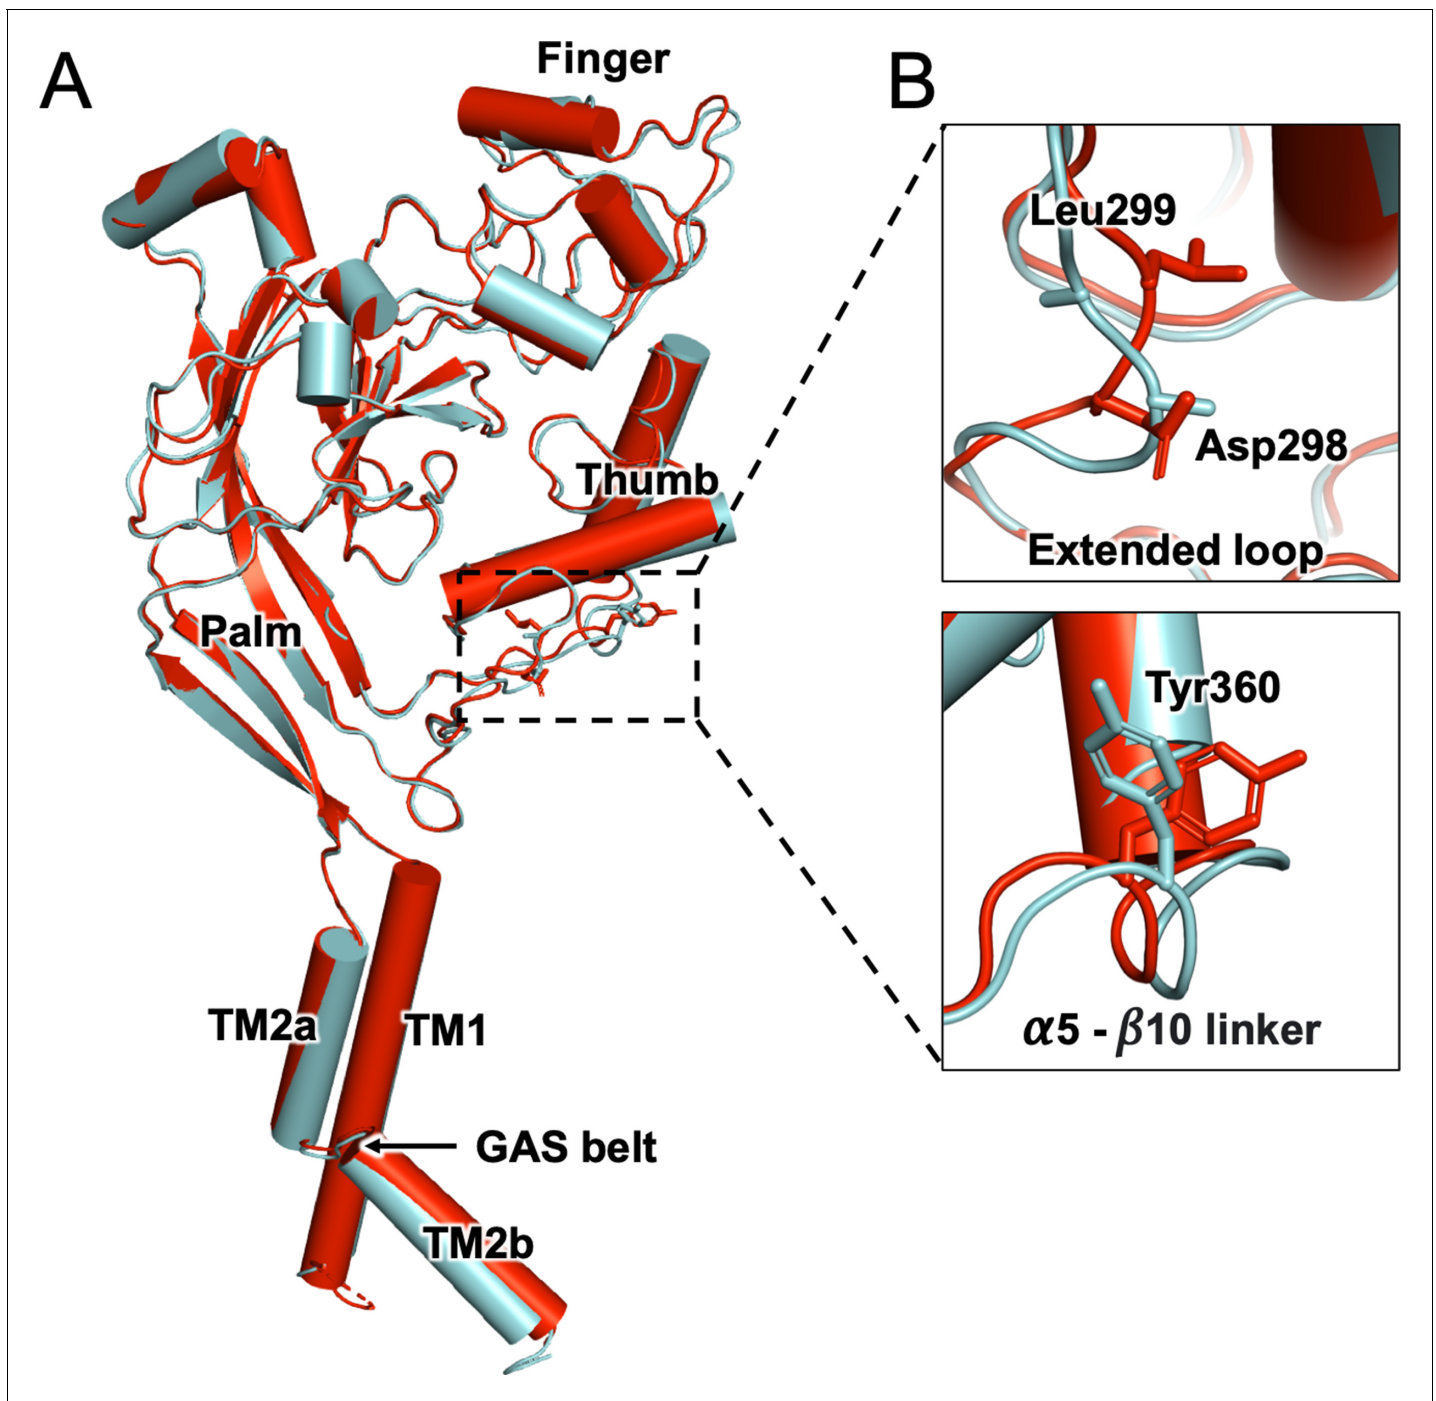 A
Finger
B
Leu299
Asp298
Extended loop
Thumb
Palm
Tyr360
α5 - β10 linker
TM2a
TM1
GAS belt
TM2b